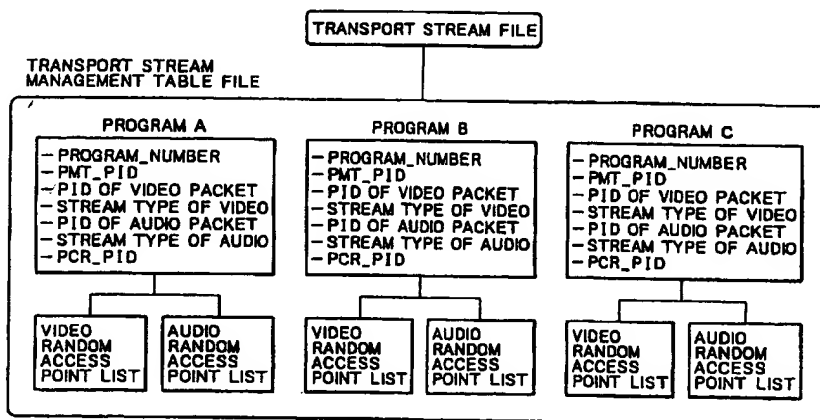 TRANSPORT STREAM FILE
TRANSPORT STREAM
MANAGEMENT TABLE FILE
PROGRAM A
- PROGRAM_NUMBER
- PMT_PID
- PID OF VIDEO PACKET
- STREAM TYPE OF VIDEO
- PID OF AUDIO PACKET
- STREAM TYPE OF AUDIO
- PCR_PID
VIDEO
RANDOM
ACCESS
POINT LIST
AUDIO
RANDOM
ACCESS
POINT LIST
PROGRAM B
- PROGRAM_NUMBER
- PMT_PID
- PID OF VIDEO PACKET
- STREAM TYPE OF VIDEO
- PID OF AUDIO PACKET
- STREAM TYPE OF AUDIO
- PCR_PID
VIDEO
RANDOM
ACCESS
POINT LIST
AUDIO
RANDOM
ACCESS
POINT LIST
PROGRAM C
- PROGRAM_NUMBER
- PMT_PID
- PID OF VIDEO PACKET
- STREAM TYPE OF VIDEO
- PID OF AUDIO PACKET
- STREAM TYPE OF AUDIO
- PCR_PID
VIDEO
RANDOM
ACCESS
POINT LIST
AUDIO
RANDOM
ACCESS
POINT LIST